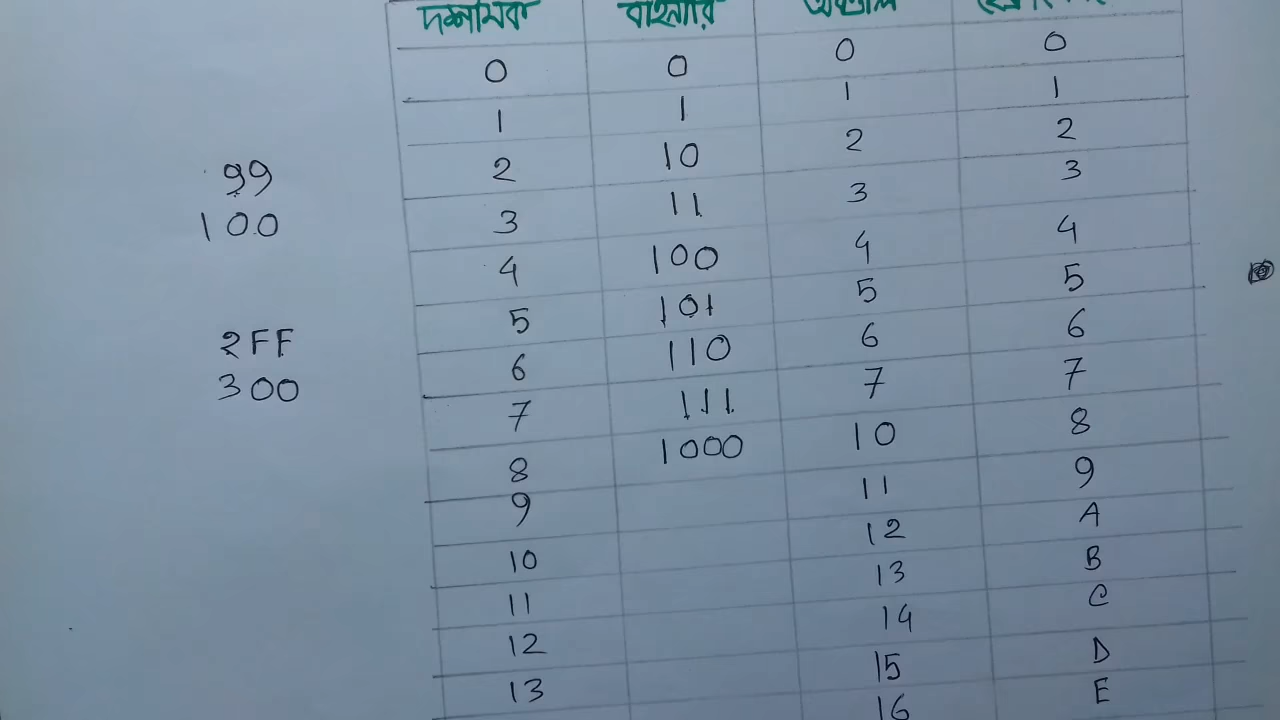 দশমিক বাইনারি অক্টাল
0 0 0 0
1 1 1 1
2 10 2 2
3 11 3 3
4 100 4 4
5 101 5 5
6 110 6 6
7 111 7 7
8 1000 10 8
9 11 9
10 12 A
11 13 B
12 14 C
13 15 D
16 E
99
100
2FF
300